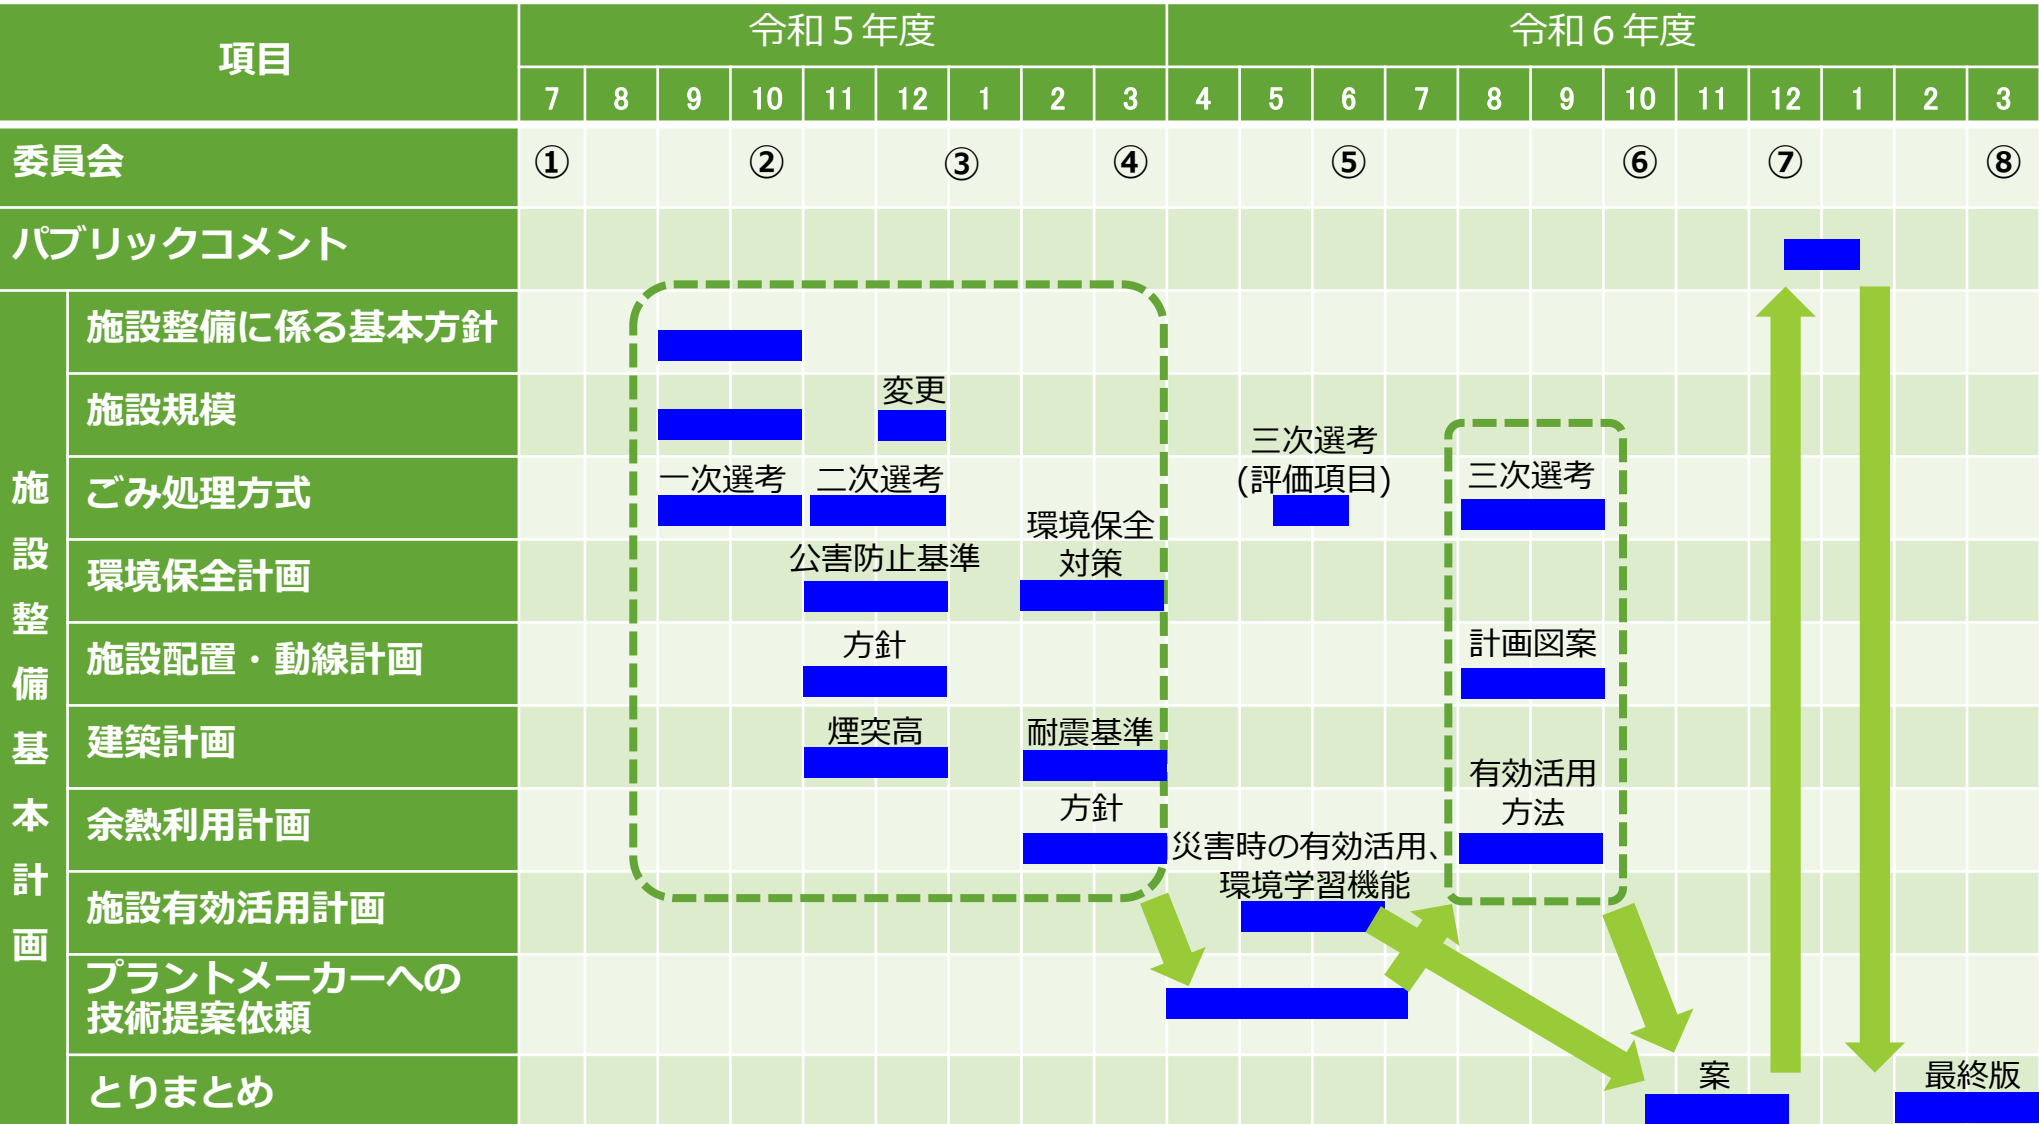 項目
令和５年度
令和６年度
7 8 9 10 11 12 1 2 3 4 5 6 7 8 9 10 11 12 1 2 3
委員会
① ② ③ ④ ⑤ ⑥ ⑦ ⑧
パブリックコメント
施設整備基本計画
施設整備に係る基本方針
施設規模
変更
ごみ処理方式
一次選考
二次選考
三次選考
(評価項目)
三次選考
環境保全計画
公害防止基準
環境保全
対策
施設配置・動線計画
方針
計画図案
建築計画
煙突高
耐震基準
余熱利用計画
方針
有効活用
方法
施設有効活用計画
災害時の有効活用、
環境学習機能
プラントメーカーへの
技術提案依頼
とりまとめ
案
最終版